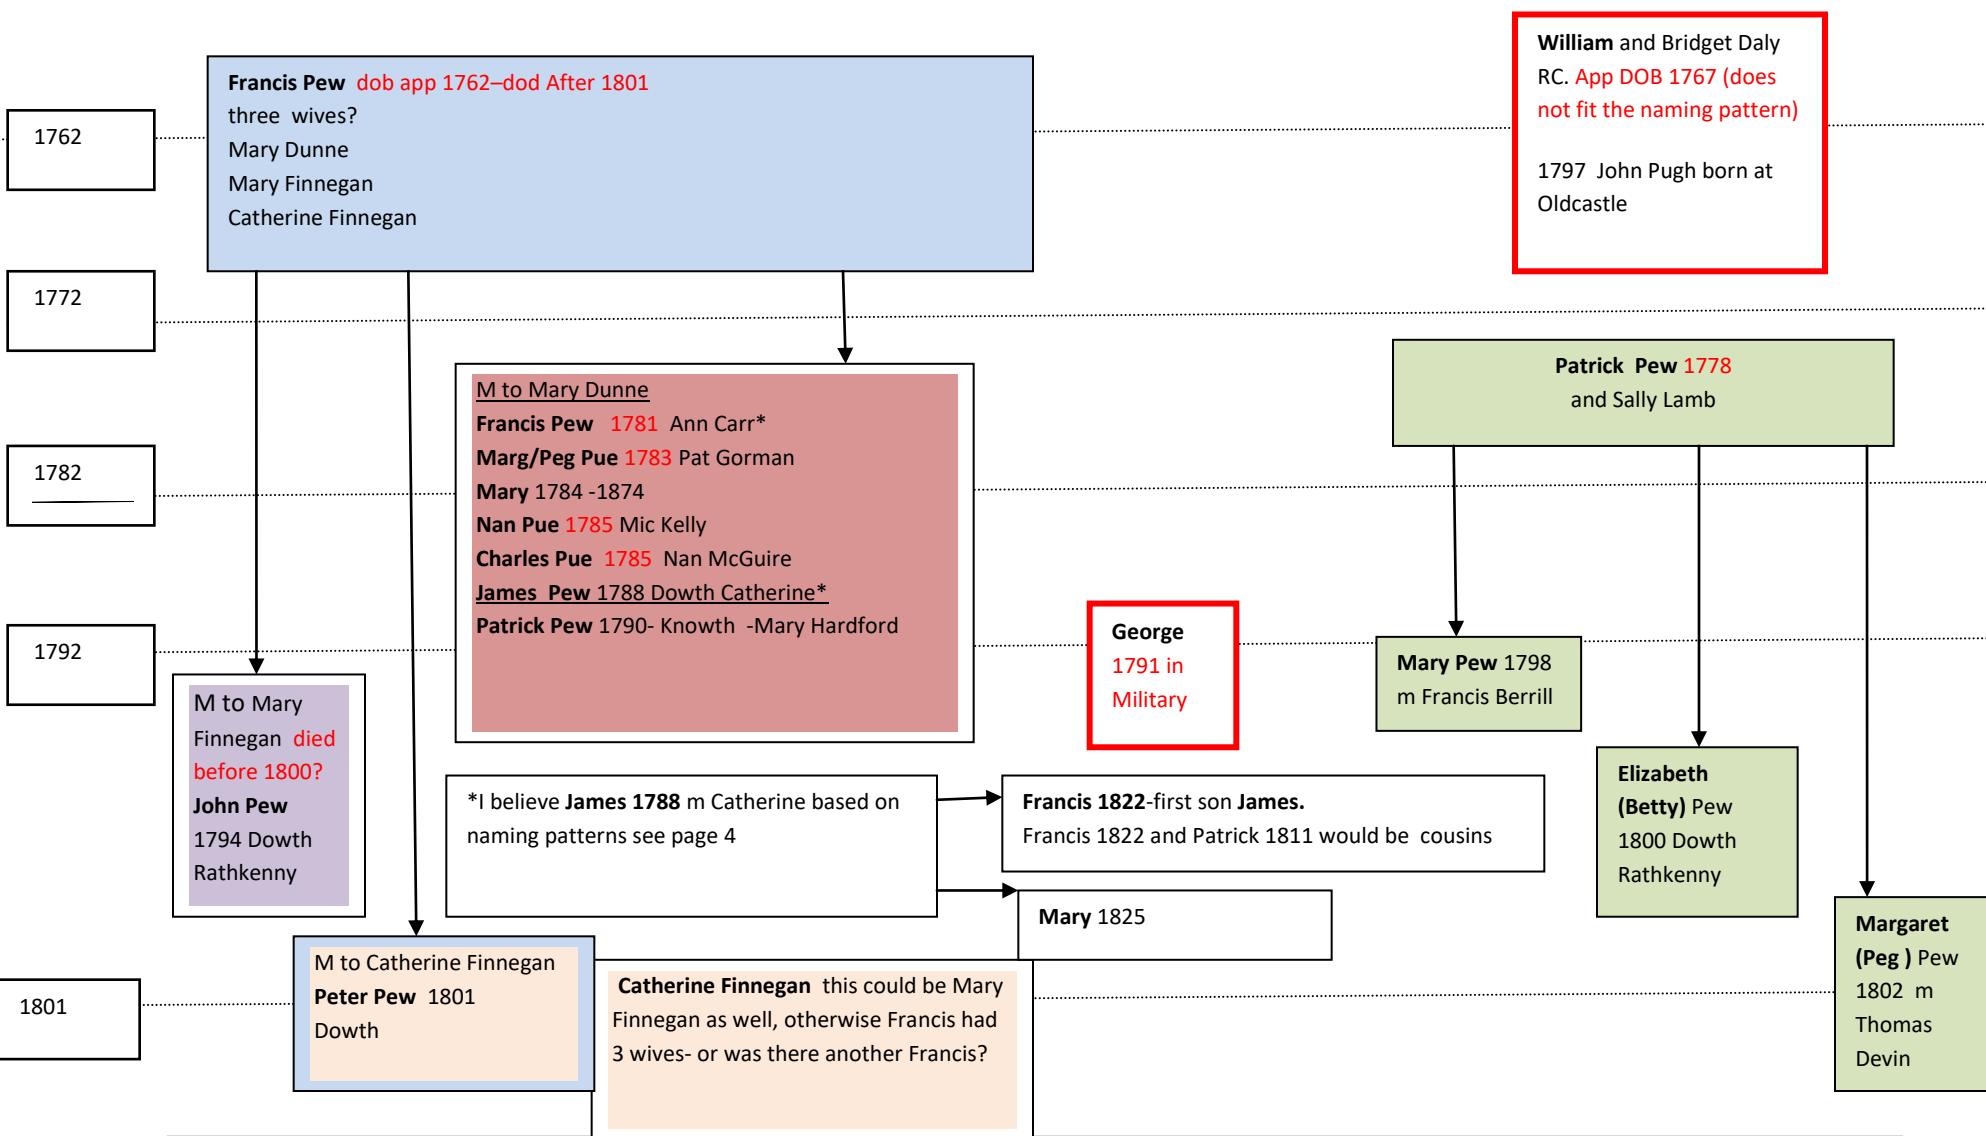 William and Bridget Daly
RC. App DOB 1767 (does
not fit the naming pattern)
1797 John Pugh born at
Oldcastle
Francis Pew dob app 1762–dod After 1801
three wives?
Mary Dunne
Mary Finnegan
Catherine Finnegan
1762
1772
Patrick Pew 1778
and Sally Lamb
M to Mary Dunne
Francis Pew 1781 Ann Carr*
Marg/Peg Pue 1783 Pat Gorman
Mary 1784 -1874
Nan Pue 1785 Mic Kelly
Charles Pue 1785 Nan McGuire
James Pew 1788 Dowth Catherine*
Patrick Pew 1790- Knowth -Mary Hardford
1782
1792
George
1791 in
Military
Mary Pew 1798
m Francis Berrill
M to Mary
Finnegan died
before 1800?
John Pew
1794 Dowth
Rathkenny
*I believe James 1788 m Catherine based on
naming patterns see page 4
Francis 1822-first son James.
Francis 1822 and Patrick 1811 would be cousins
Elizabeth
(Betty) Pew
1800 Dowth
Rathkenny
Mary 1825
Margaret
(Peg ) Pew
1802 m
Thomas
Devin
1801
M to Catherine Finnegan
Peter Pew 1801
Dowth
Catherine Finnegan this could be Mary
Finnegan as well, otherwise Francis had
3 wives- or was there another Francis?